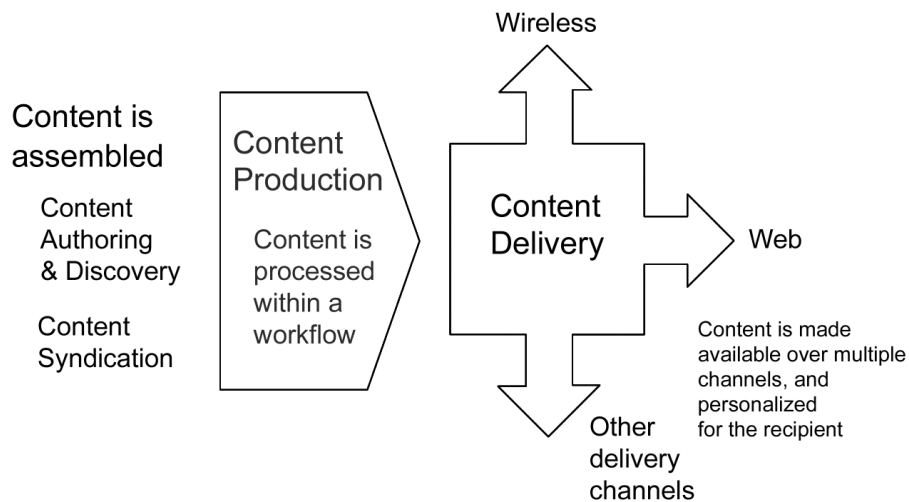 Content is
assembled
Content
Authoring
& Discovery
Content
Syndication
Content
Production
Content is
processed
within a
workflow
Wireless
Content
Delivery
Web
Content is made
available over multiple
channels, and
personalized
for the recipient
Other
delivery
channels